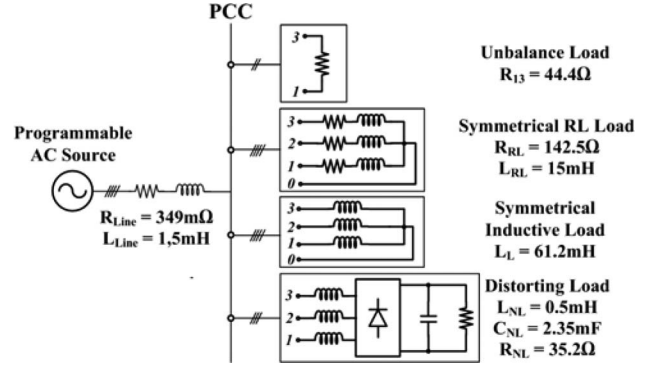 PCC
3
1
Unbalance Load
R13 = 44.4Ω
Programmable
AC Source
RLine = 349mΩ
LLine = 1,5mH
3
2
1
0
Symmetrical RL Load
RRL = 142.5Ω
LRL = 15mH
3
2
1
0
Symmetrical
Inductive Load
LL = 61.2mH
3
2
1
Distorting Load
LNL = 0.5mH
CNL = 2.35mF
RNL = 35.2Ω